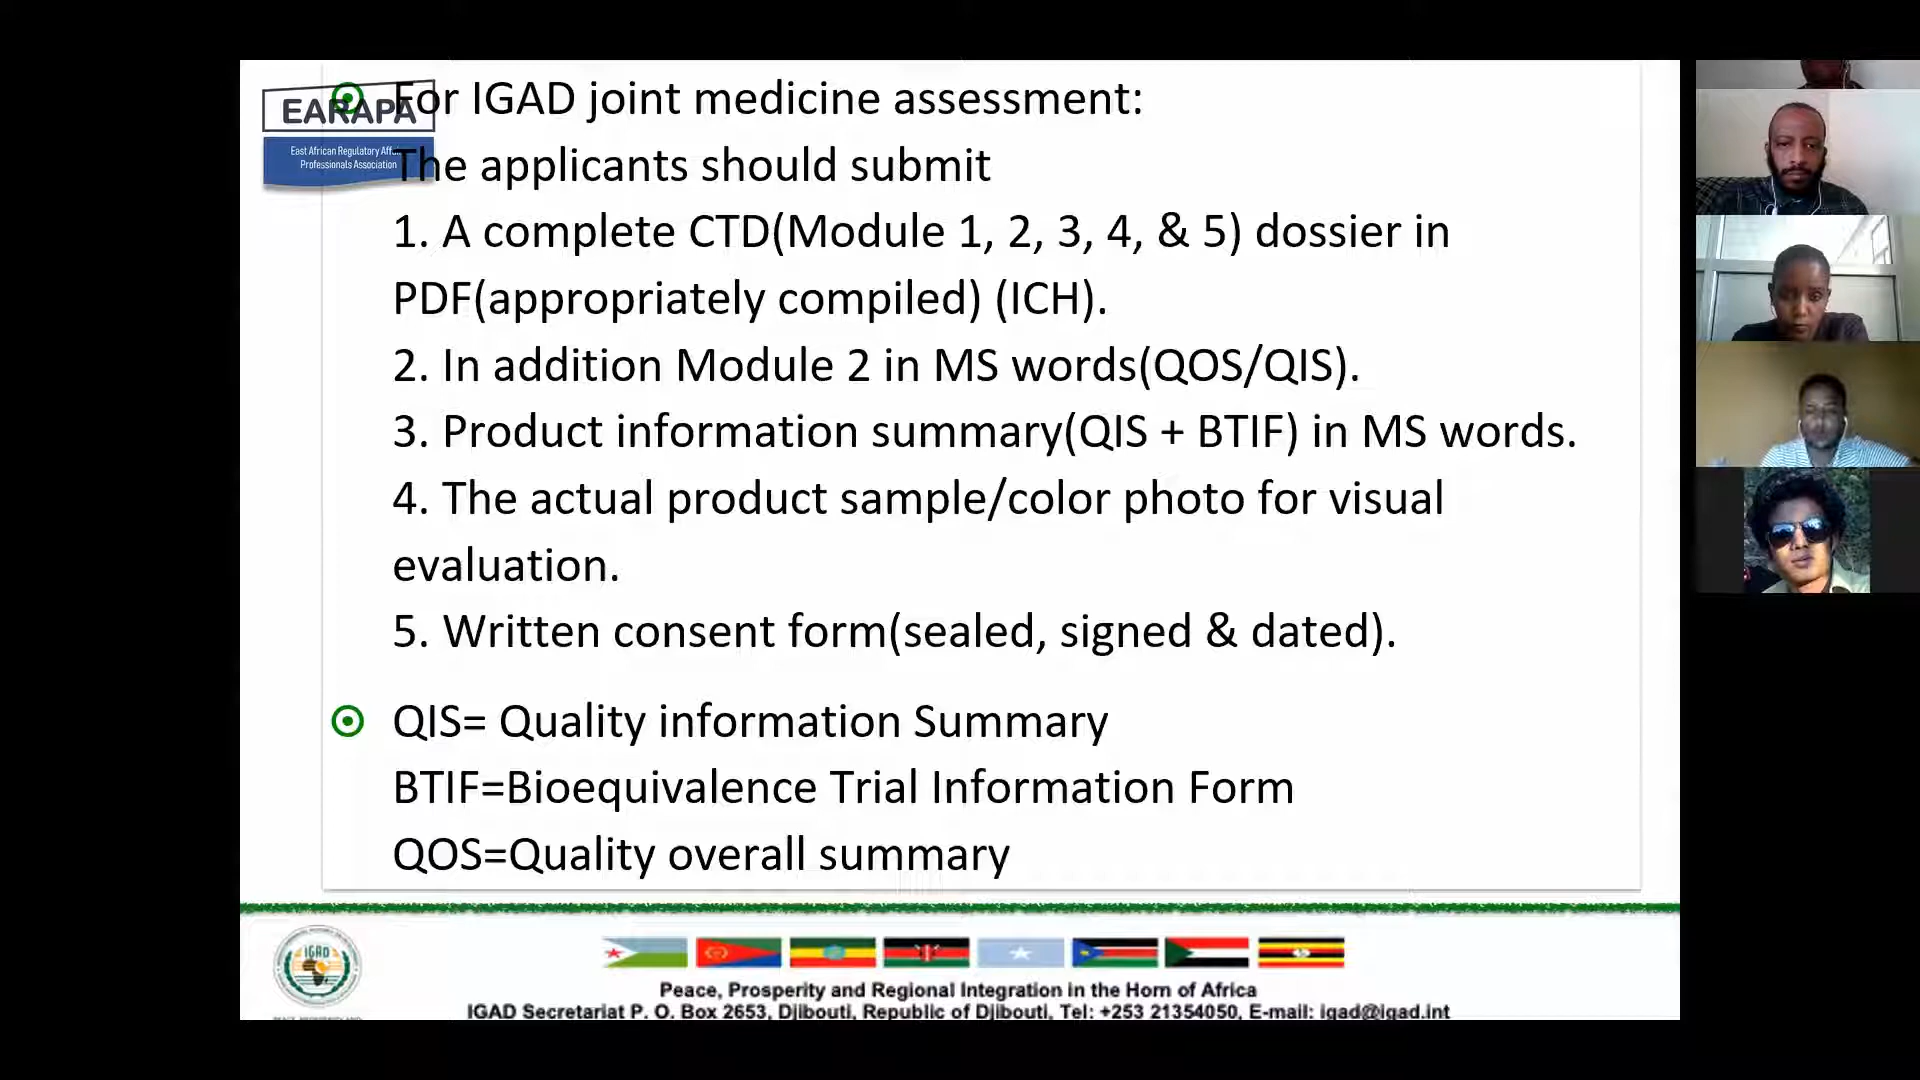 EARAPA
East African Regulatory Affairs
Professionals Association
For IGAD joint medicine assessment:
The applicants should submit
1. A complete CTD(Module 1, 2, 3, 4, & 5) dossier in
PDF(appropriately compiled) (ICH).
2. In addition Module 2 in MS words(QOS/QIS).
3. Product information summary(QIS + BTIF) in MS words.
4. The actual product sample/color photo for visual
evaluation.
5. Written consent form(sealed, signed & dated).
QIS= Quality information Summary
BTIF=Bioequivalence Trial Information Form
QOS=Quality overall summary
IGAD
Peace, Prosperity and Regional Integration in the Horn of Africa
IGAD Secretariat P. O. Box 2653, Djibouti, Republic of Djibouti, Tel: +253 21354050, E-mail: igad@igad.int